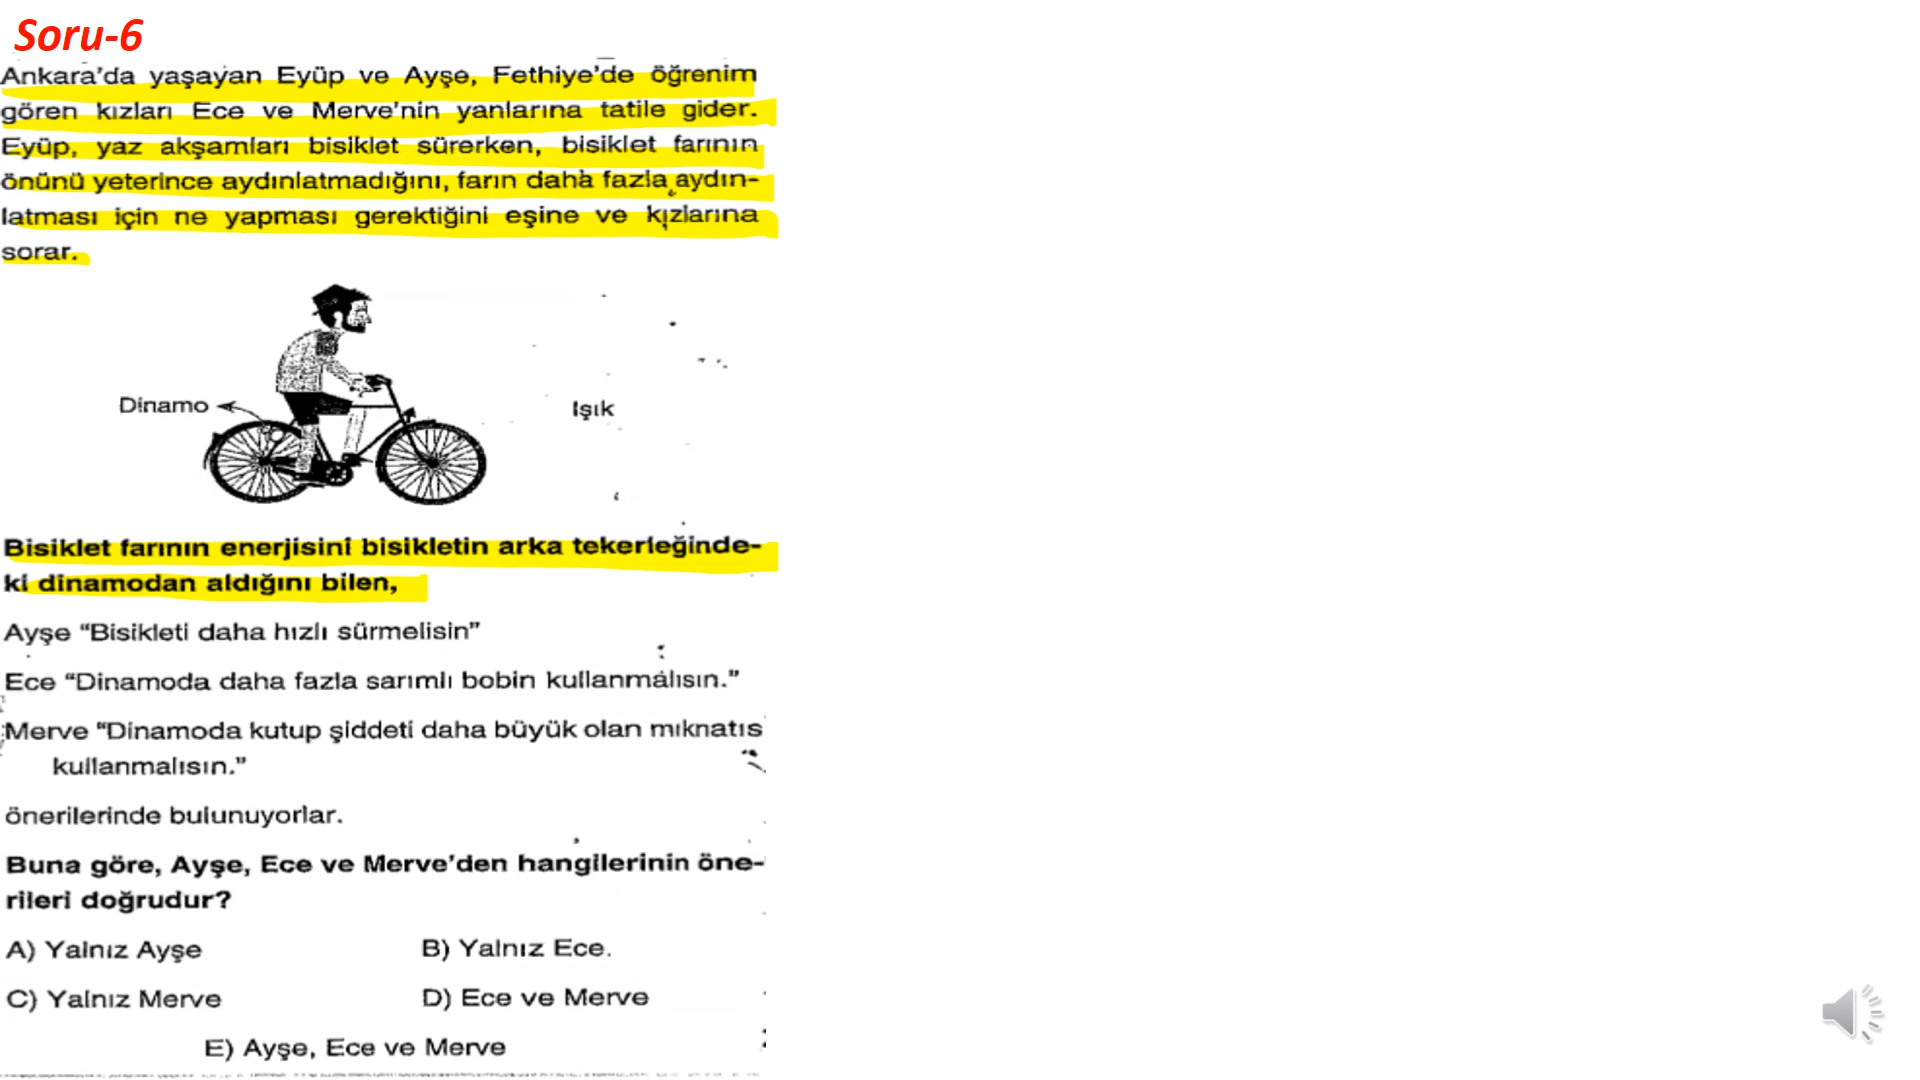 Soru-6
Ankara'da yaşayan Eyüp ve Ayşe, Fethiye'de öğrenim
gören kızları Ece ve Merve'nin yanlarına tatile gider.
Eyüp, yaz akşamları bisiklet sürerken, bisiklet farının
önünü yeterince aydınlatmadığını, farın daha fazla aydın-
latması için ne yapması gerektiğini eşine ve kızlarına
sorar.
Dinamo
Işık
Bisiklet farının enerjisini bisikletin arka tekerleğinde-
ki dinamodan aldığını bilen,
Ayşe “Bisikleti daha hızlı sürmelisin”
Ece “Dinamoda daha fazla sarımlı bobin kullanmalısın.”
Merve “Dinamoda kutup şiddeti daha büyük olan mıknatıs
kullanmalısın.”
önerilerinde bulunuyorlar.
Buna göre, Ayşe, Ece ve Merve'den hangilerinin öne-
rileri doğrudur?
A) Yalnız Ayşe
B) Yalnız Ece.
C) Yalnız Merve
D) Ece ve Merve
E) Ayşe, Ece ve Merve